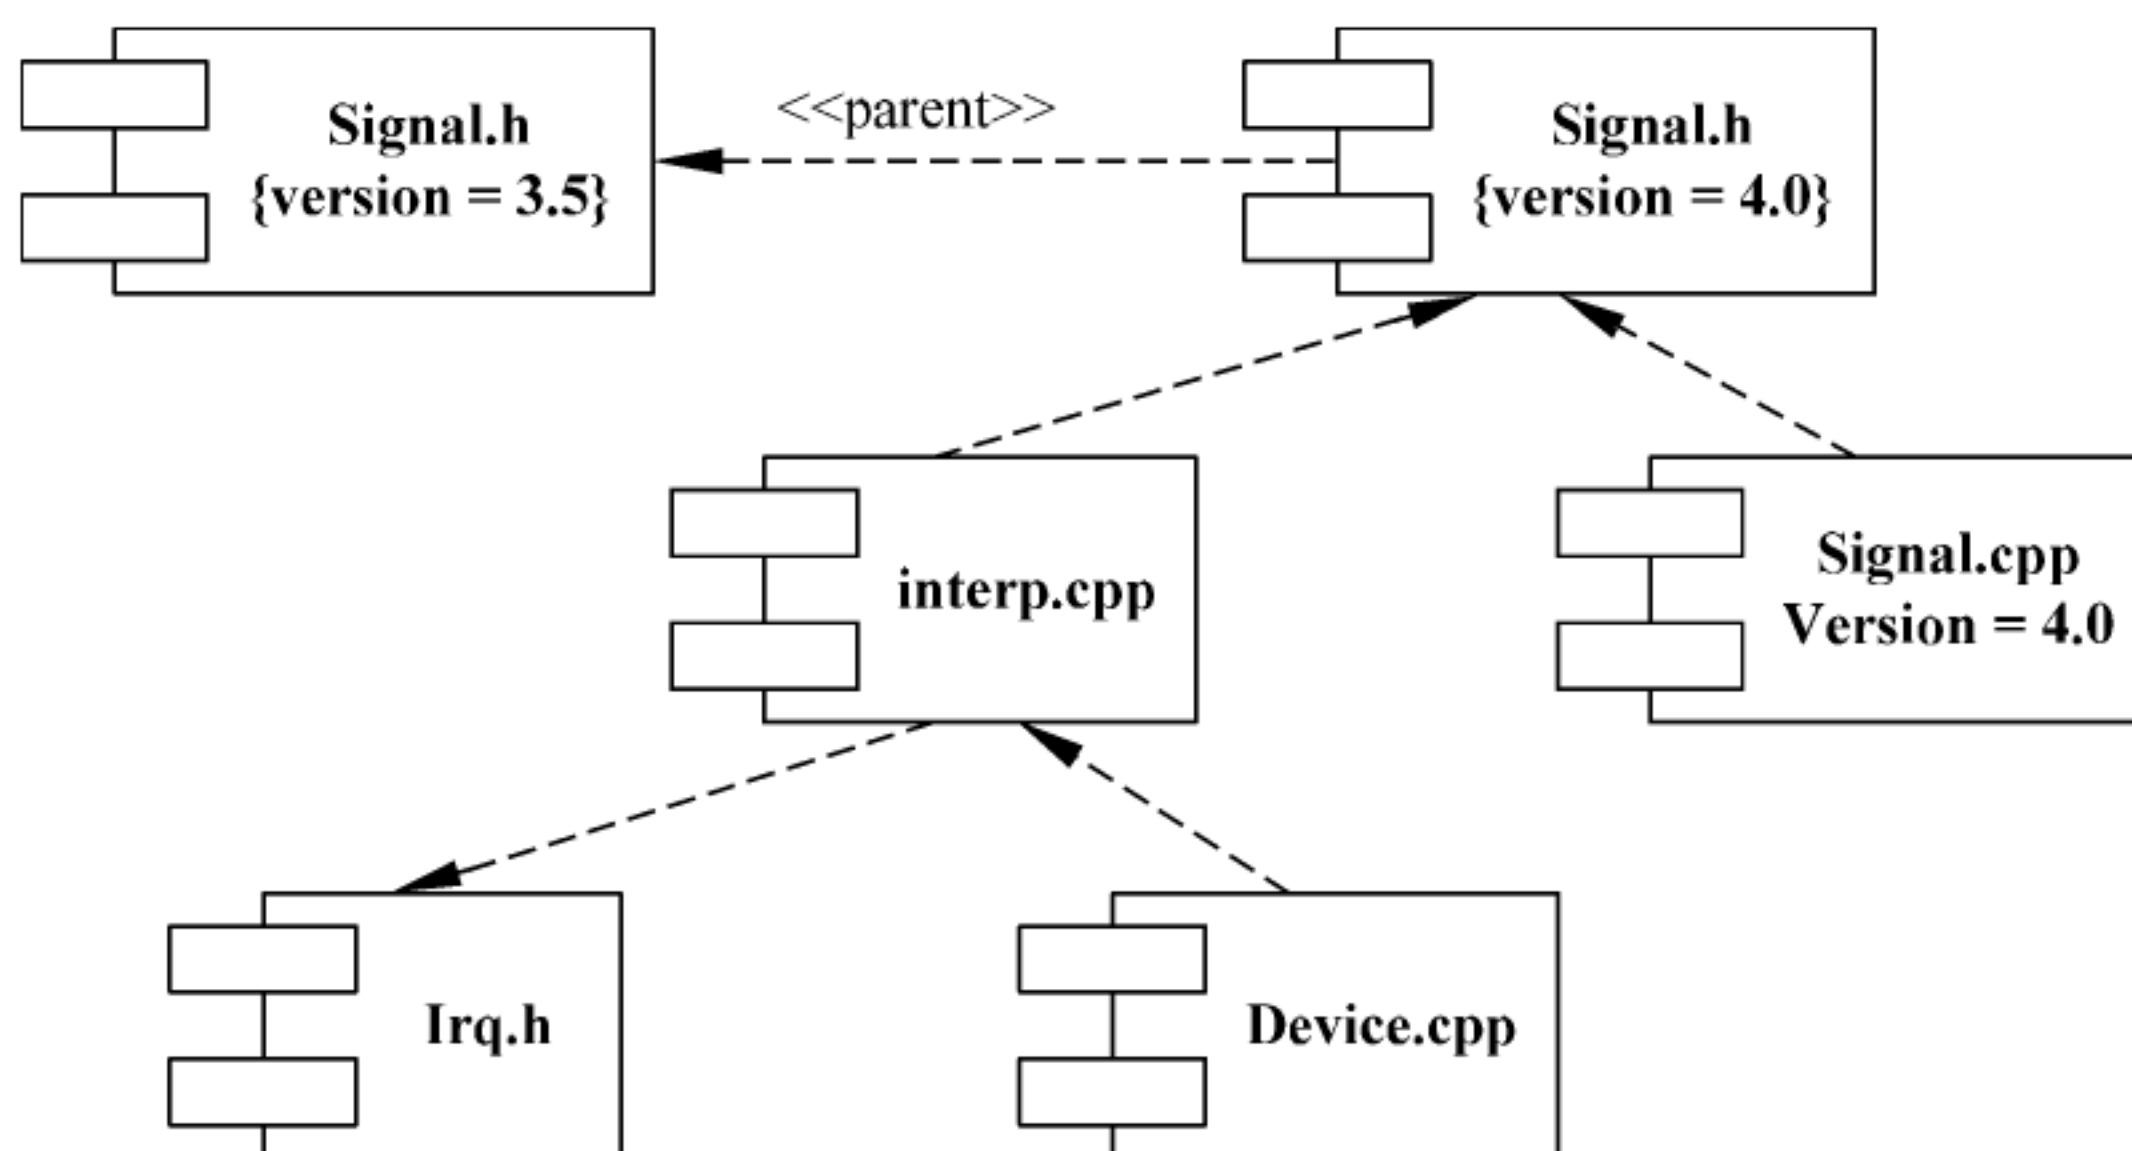 Signal.h
{version = 3.5}
<<parent>>
Signal.h
{version = 4.0}
interp.cpp
Signal.cpp
Version = 4.0
Irq.h
Device.cpp